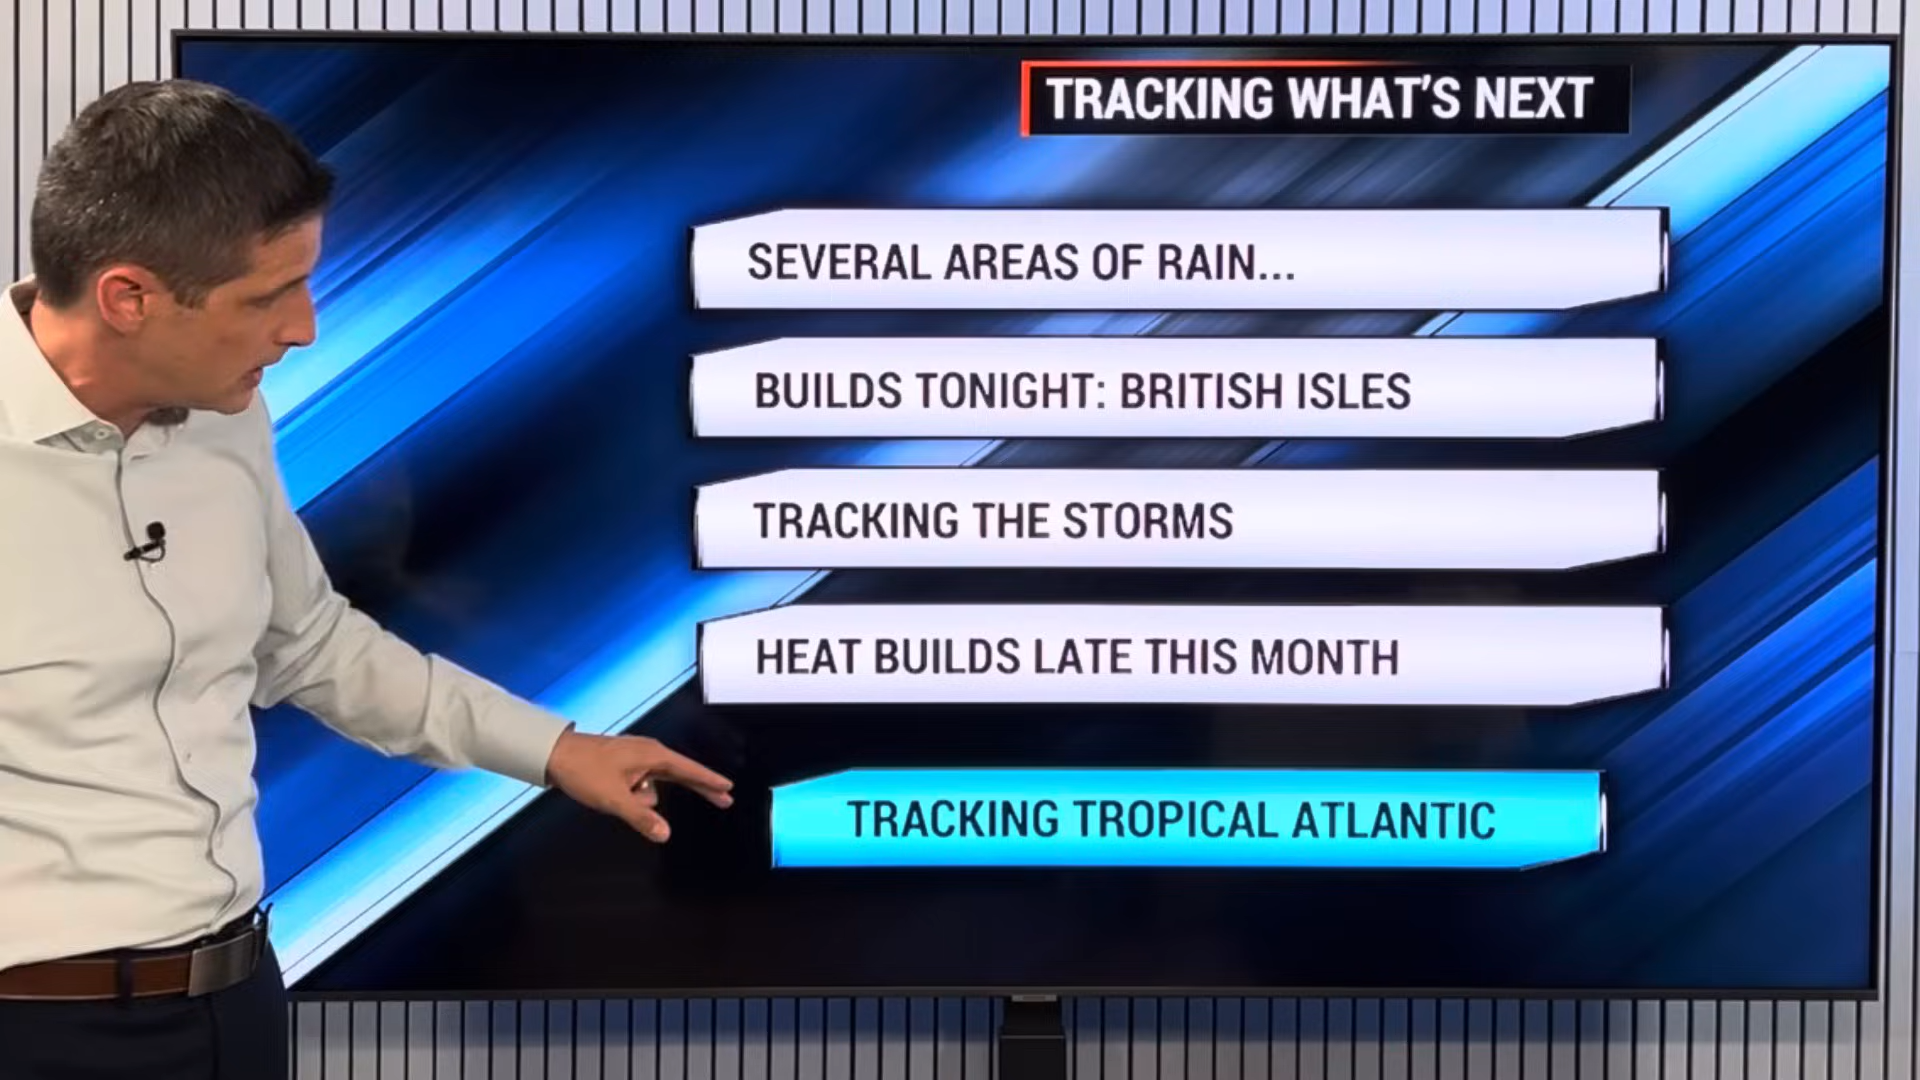 TRACKING WHAT'S NEXT
SEVERAL AREAS OF RAIN...
BUILDS TONIGHT: BRITISH ISLES
TRACKING THE STORMS
HEAT BUILDS LATE THIS MONTH
TRACKING TROPICAL ATLANTIC